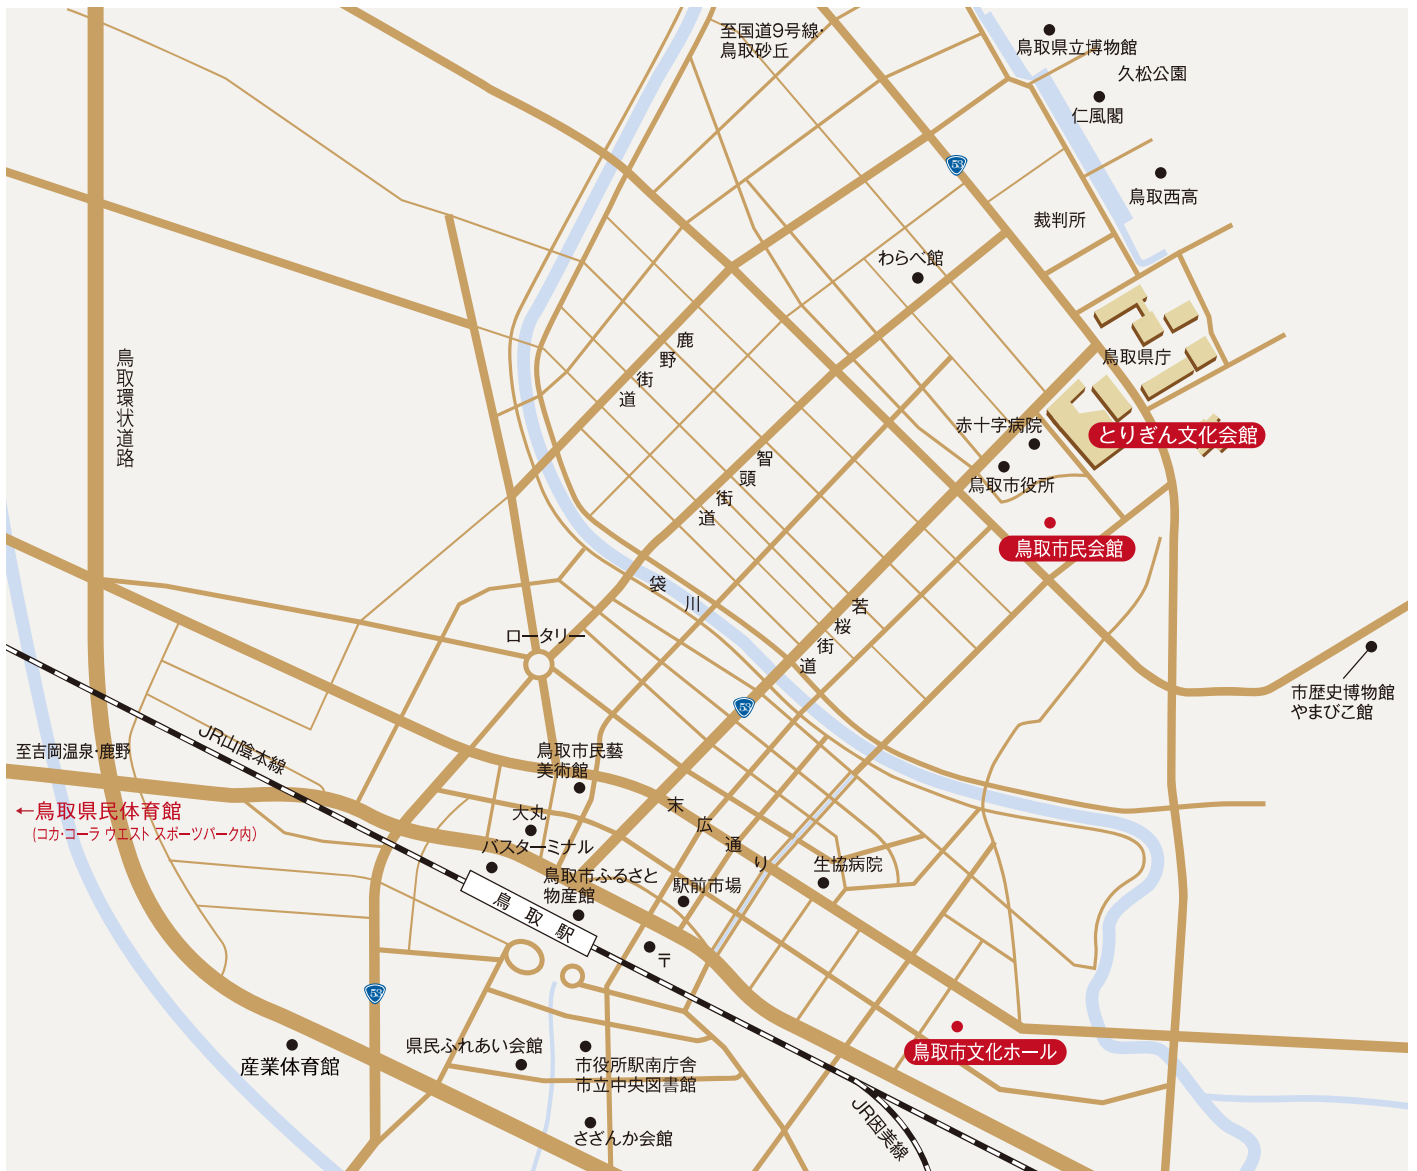 至国道9号線・
鳥取砂丘
鳥取県立博物館
久松公園
仁風閣
53
鳥取西高
裁判所
わらべ館
鳥取県庁
鹿野街道
鳥取環状道路
智頭街道
赤十字病院
鳥取市役所
とりぎん文化会館
鳥取市民会館
袋川
若桜街道
ロータリー
市歴史博物館
やまびこ館
53
JR山陰本線
至吉岡温泉・鹿野
←鳥取県民体育館
(コカ・コーラ ウエスト スポーツパーク内)
鳥取市民藝
美術館
大丸
バスターミナル
末広通り
鳥取市ふるさと
物産館
駅前市場
生協病院
鳥取駅
〒
53
産業体育館
県民ふれあい会館
市役所駅南庁舎
市立中央図書館
さざんか会館
鳥取市文化ホール
JR因美線